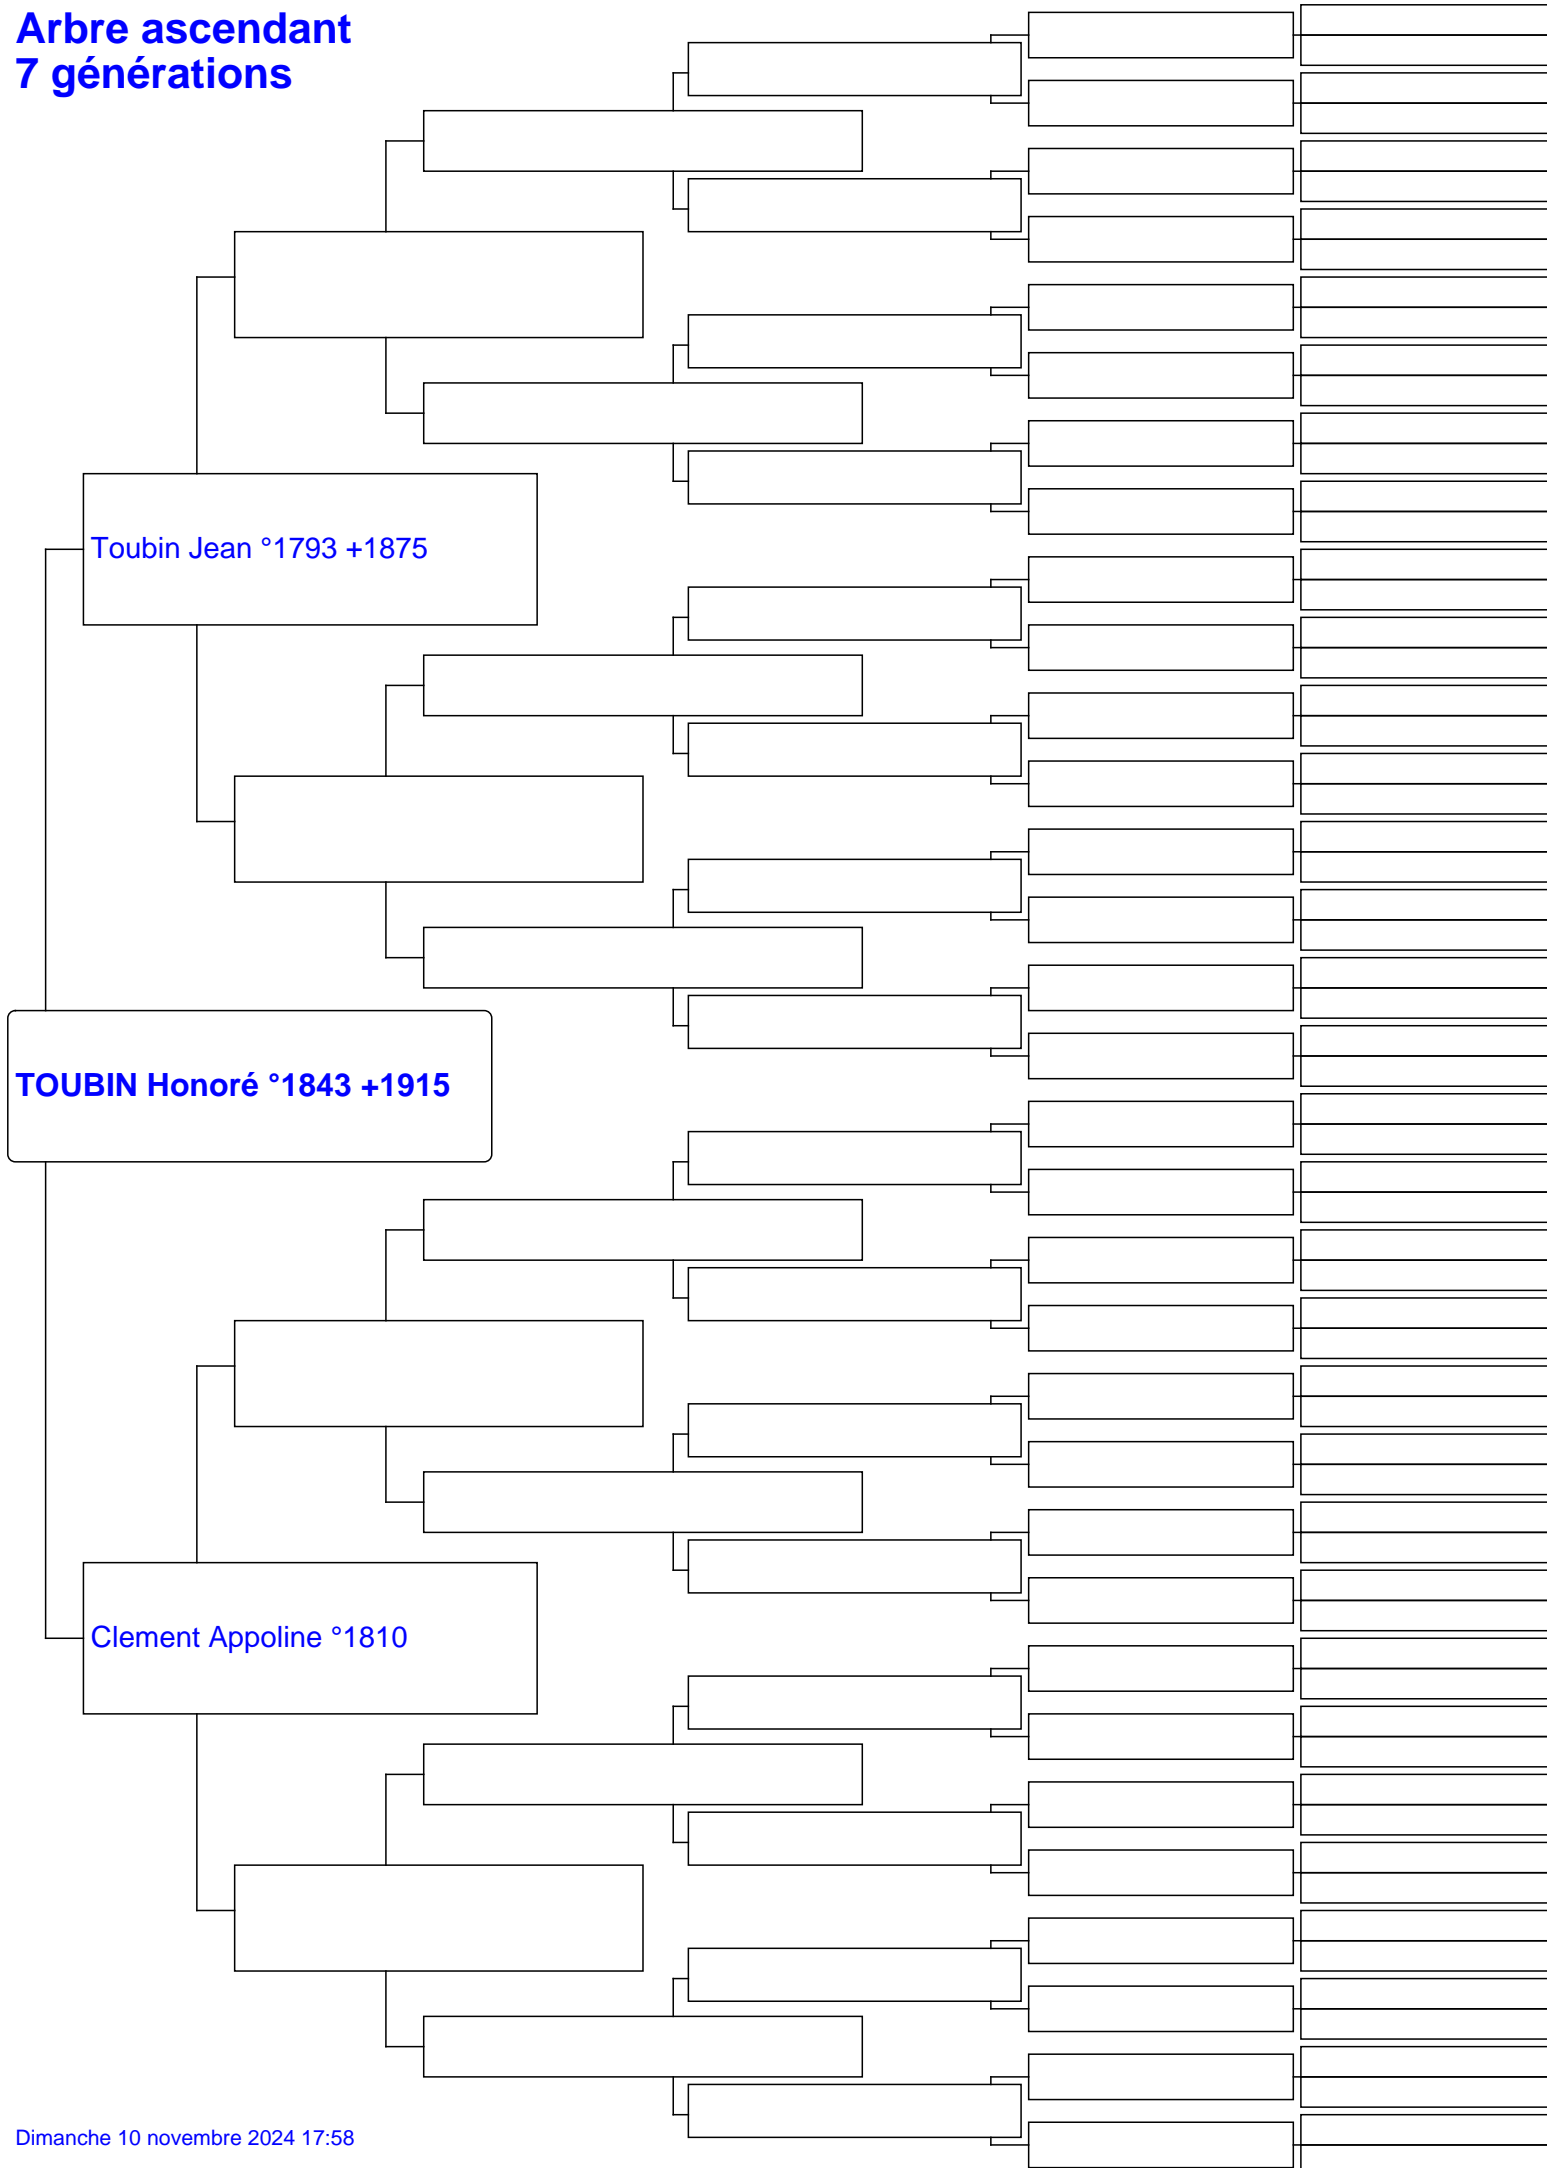 Arbre ascendant
7 générations
Toubin Jean °1793 +1875
TOUBIN Honoré °1843 +1915
Clement Appoline °1810
Dimanche 10 novembre 2024 17:58